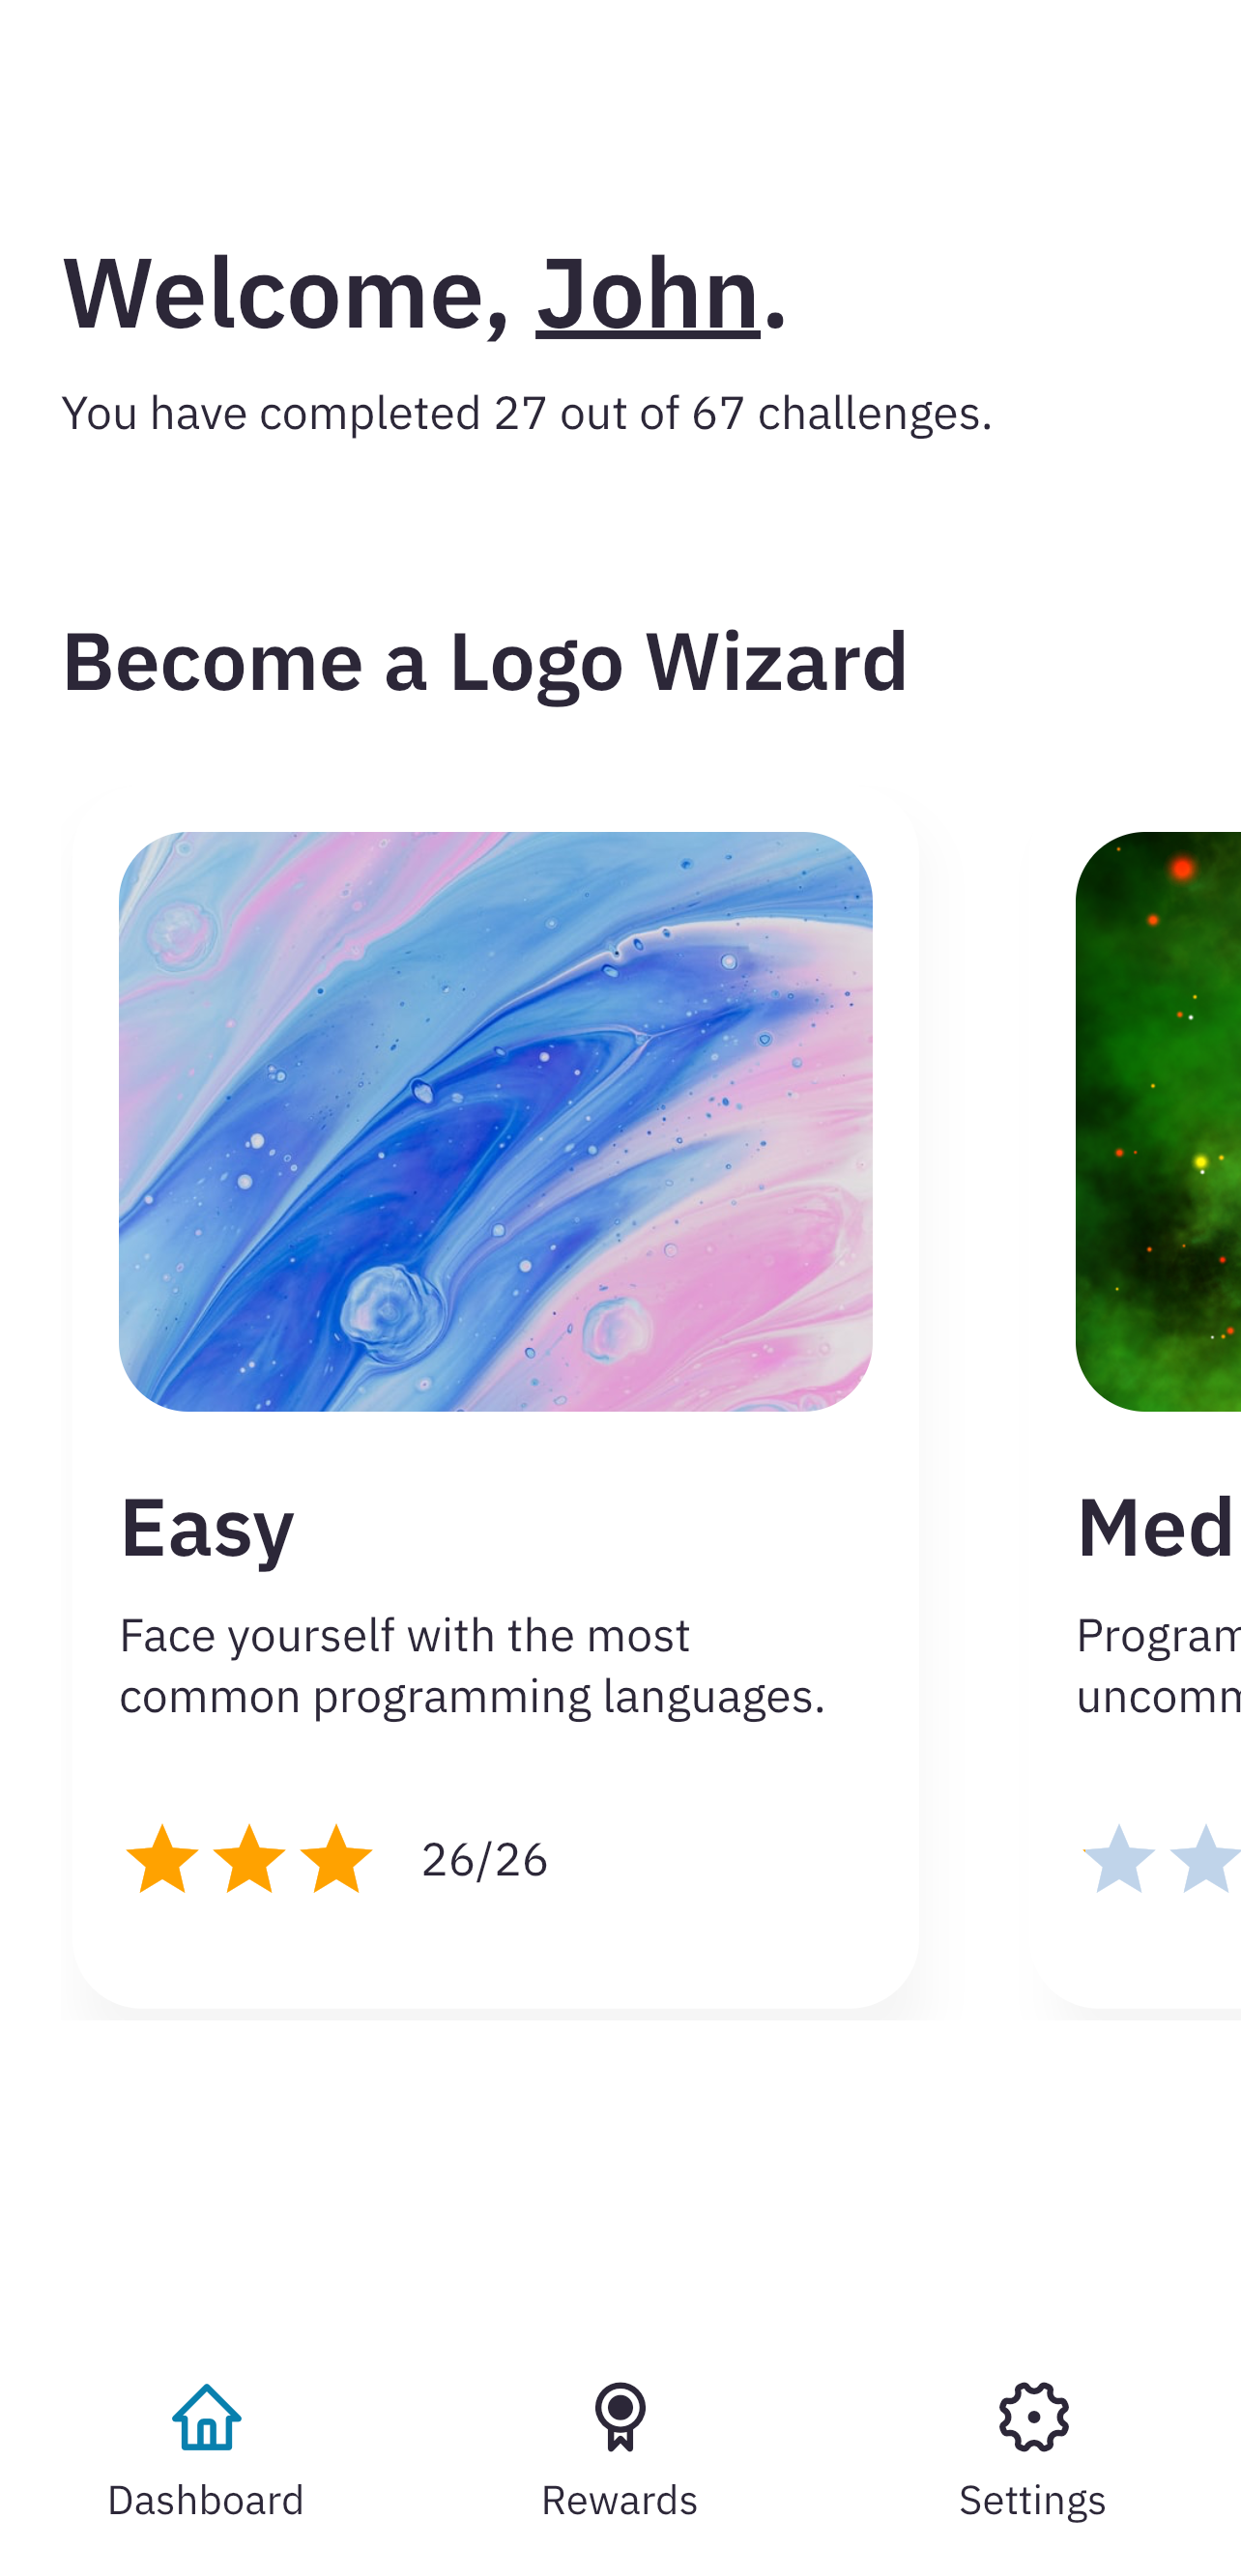 Welcome, John.
You have completed 27 out of 67 challenges.
Become a Logo Wizard
Easy
Face yourself with the most
common programming languages.
26/26
Med
Program
uncomm
Dashboard
Rewards
Settings